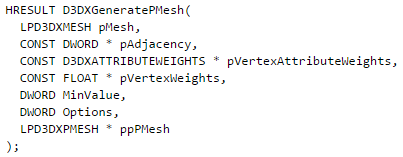 HRESULT D3DXGeneratePMesh(
LPD3DXMESH pMesh,
CONST DWORD * pAdjacency,
CONST D3DXATTRIBUTEWEIGHTS * pVertexAttributeWeights,
CONST FLOAT * pVertexWeights,
DWORD MinValue,
DWORD Options,
LPD3DXPMESH * ppPMesh
);